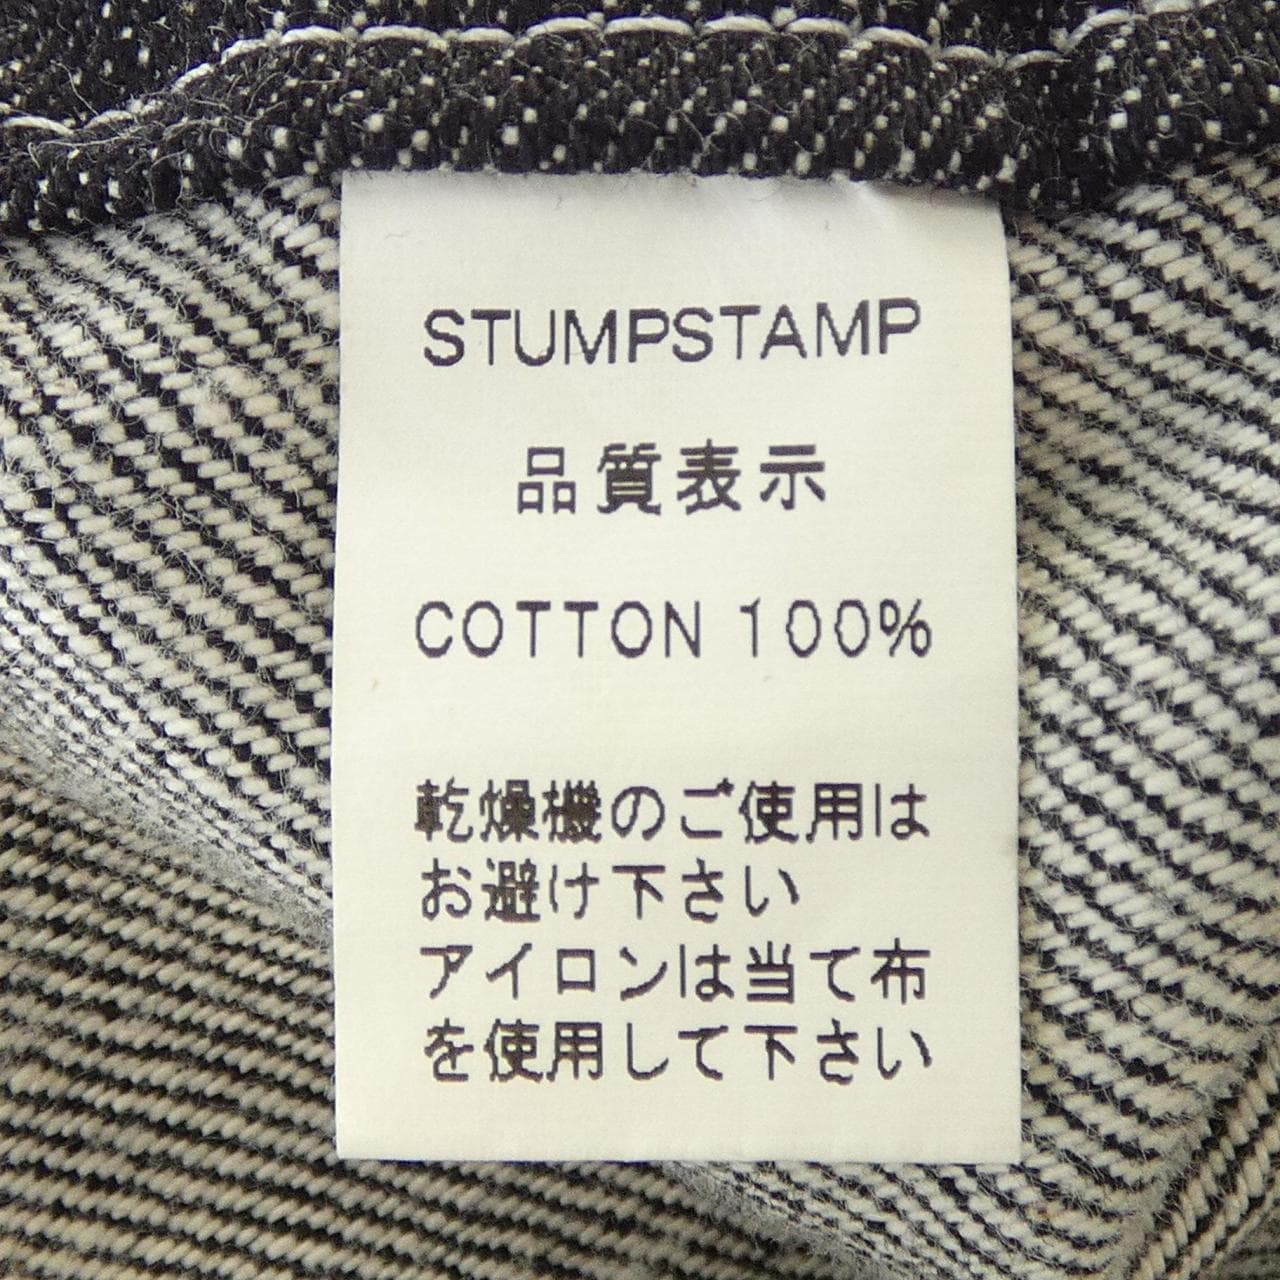 STUMPSTAMP
品質表示
COTTON 100%
乾燥機のご使用は
お避け下さい
アイロンは当て布
を使用して下さい